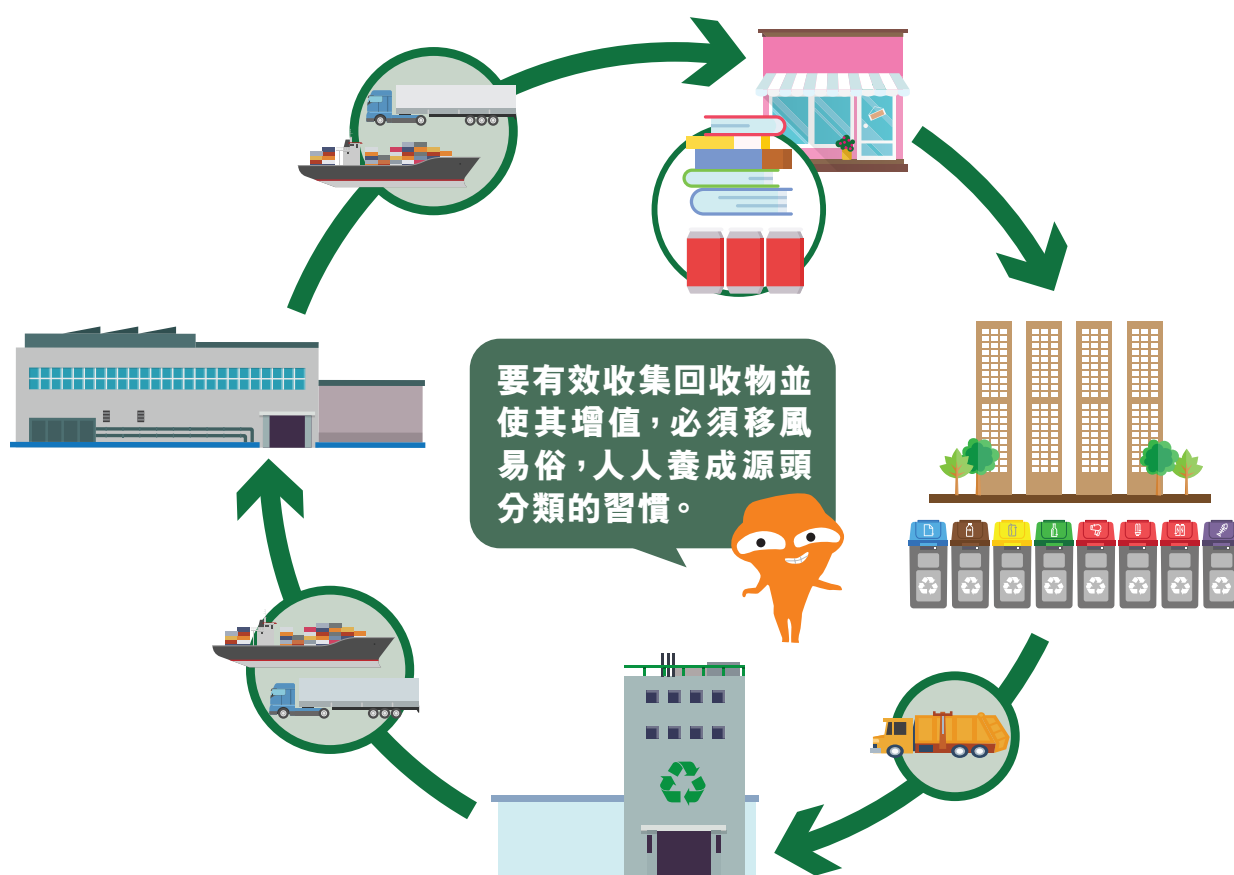 要有效收集回收物並
使其增值，必須移風
易俗，人人養成源頭
分類的習慣。